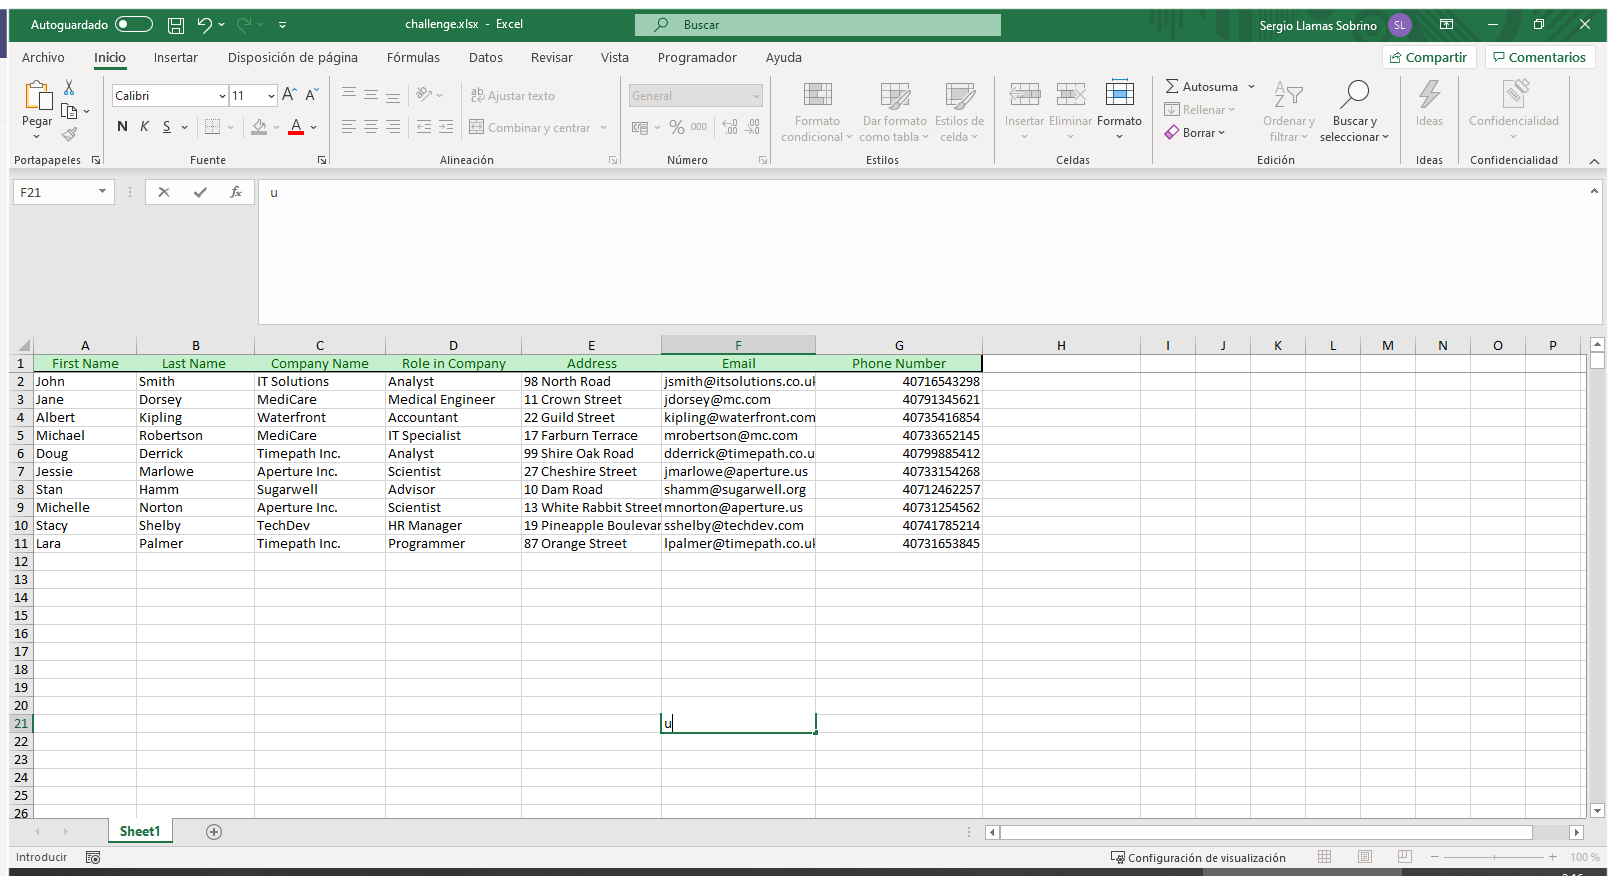 Autoguardado challenge.xlsx - Excel Buscar Sergio Llamas Sobrino SL
Archivo Inicio Insertar Disposición de página Fórmulas Datos Revisar Vista Programador Ayuda Compartir Comentarios
Pegar
Portapapeles
Calibri 11 A A
N K S A
Fuente
ab Ajustar texto
Combinar y centrar
Alineación
General
% 000
Número
Formato condicional
Dar formato como tabla
Estilos de celda
Estilos
Insertar Eliminar Formato
Celdas
Autosuma
Rellenar
Borrar
Ordenar y filtrar
Buscar y seleccionar
Edición
Ideas
Ideas
Confidencialidad
Confidencialidad
F21 fx u
A B C D E F G H I J K L M N O P
1 First Name Last Name Company Name Role in Company Address Email Phone Number
2 John Smith IT Solutions Analyst 98 North Road jsmith@itsolutions.co.uk 40716543298
3 Jane Dorsey MediCare Medical Engineer 11 Crown Street jdorsey@mc.com 40791345621
4 Albert Kipling Waterfront Accountant 22 Guild Street kipling@waterfront.com 40735416854
5 Michael Robertson MediCare IT Specialist 17 Farburn Terrace mrobertson@mc.com 40733652145
6 Doug Derrick Timepath Inc. Analyst 99 Shire Oak Road dderrick@timepath.co.u 40799885412
7 Jessie Marlowe Aperture Inc. Scientist 27 Cheshire Street jmarlowe@aperture.us 40733154268
8 Stan Hamm Sugarwell Advisor 10 Dam Road shamm@sugarwell.org 40712462257
9 Michelle Norton Aperture Inc. Scientist 13 White Rabbit Street mnorton@aperture.us 40731254562
10 Stacy Shelby TechDev HR Manager 19 Pineapple Boulevar sshelby@techdev.com 40741785214
11 Lara Palmer Timepath Inc. Programmer 87 Orange Street lpalmer@timepath.co.uk 40731653845
12
13
14
15
16
17
18
19
20
21 u
22
23
24
25
26
Sheet1
Introducir Configuración de visualización 100 %